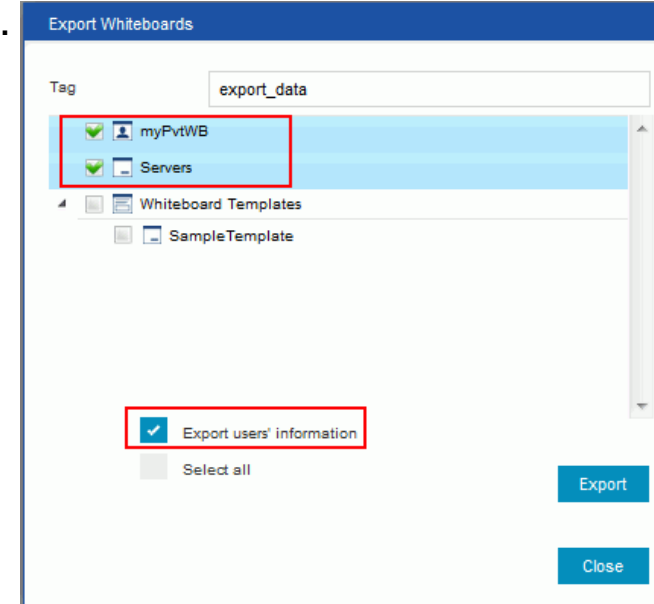 .
Export Whiteboards
Tag export_data
myPvtWB
Servers
Whiteboard Templates
SampleTemplate
Export users' information
Select all
Export
Close